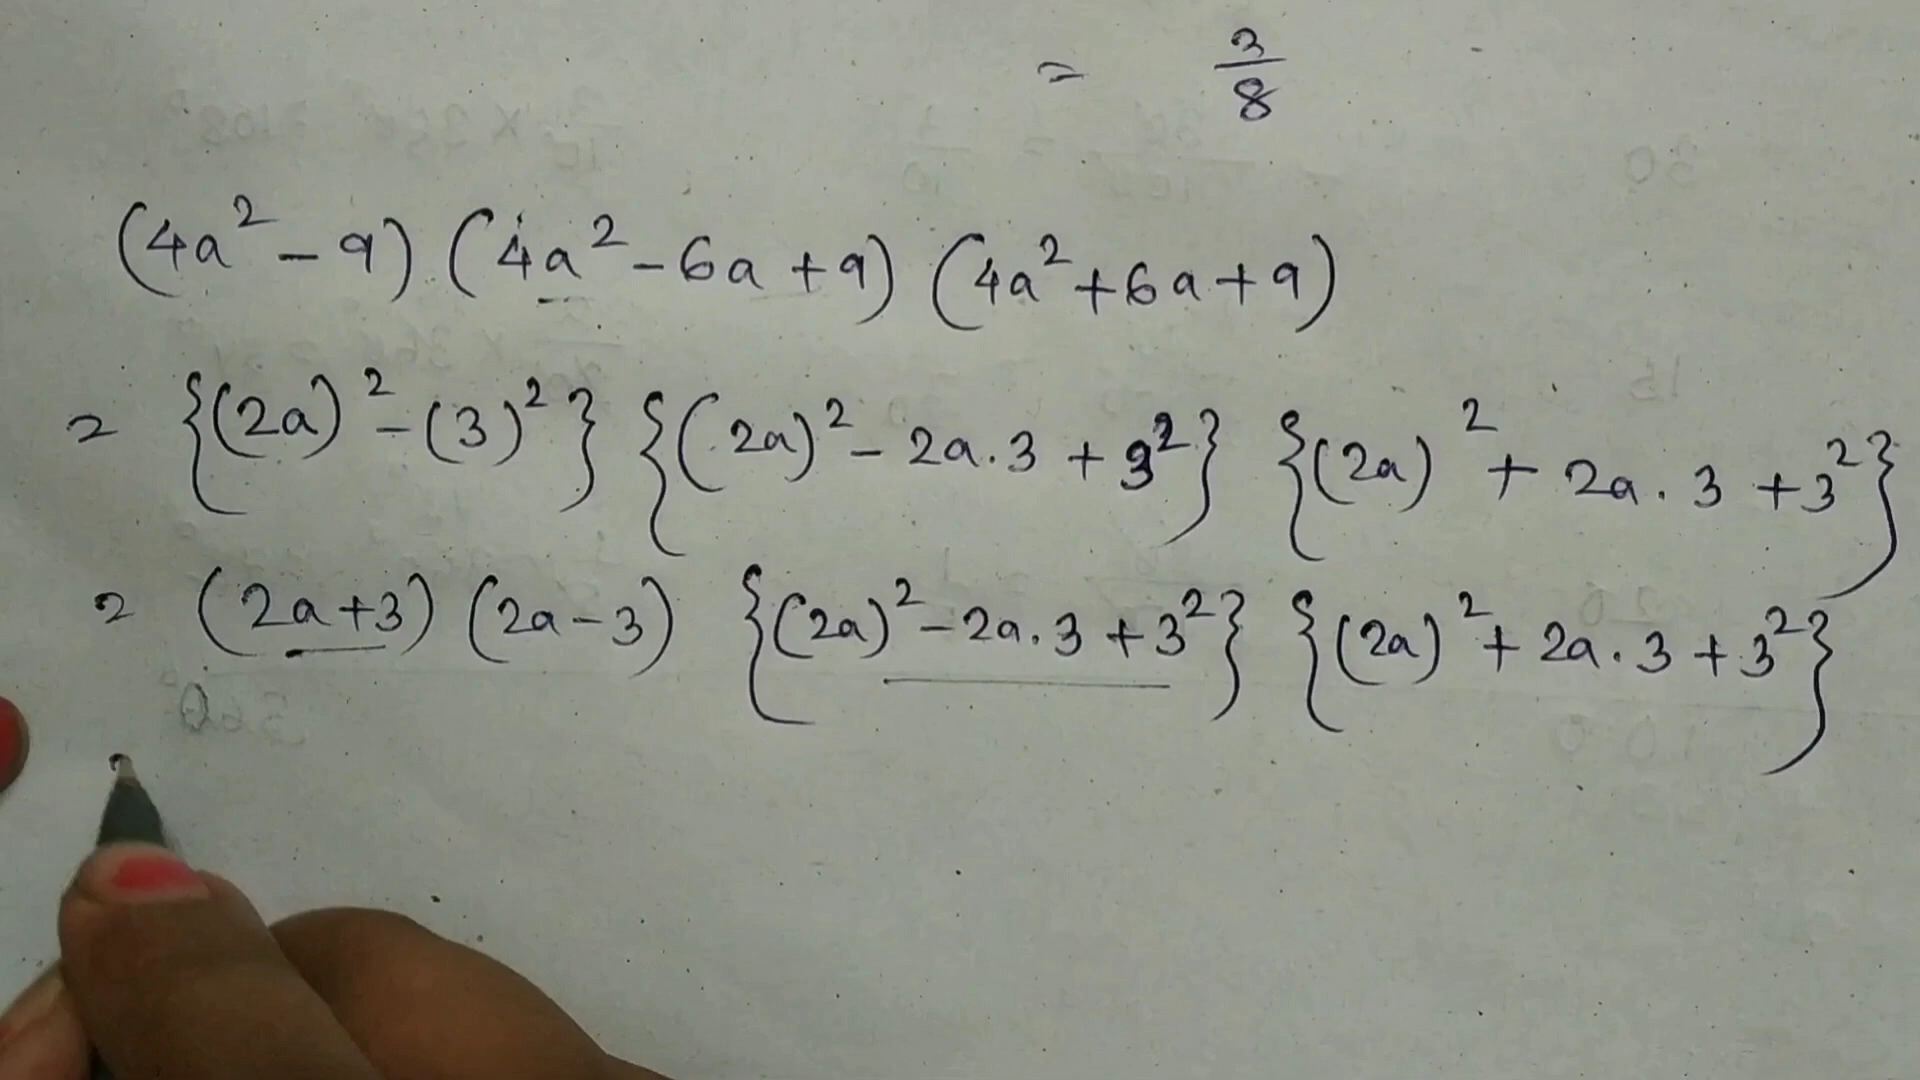 = 3/8
(4a² - 9) (4a² - 6a + 9) (4a² + 6a + 9)
= {(2a)² - (3)²} {(2a)² - 2a.3 + 3²} {(2a)² + 2a.3 + 3²}
= (2a+3) (2a-3) {(2a)² - 2a.3 + 3²} {(2a)² + 2a.3 + 3²}